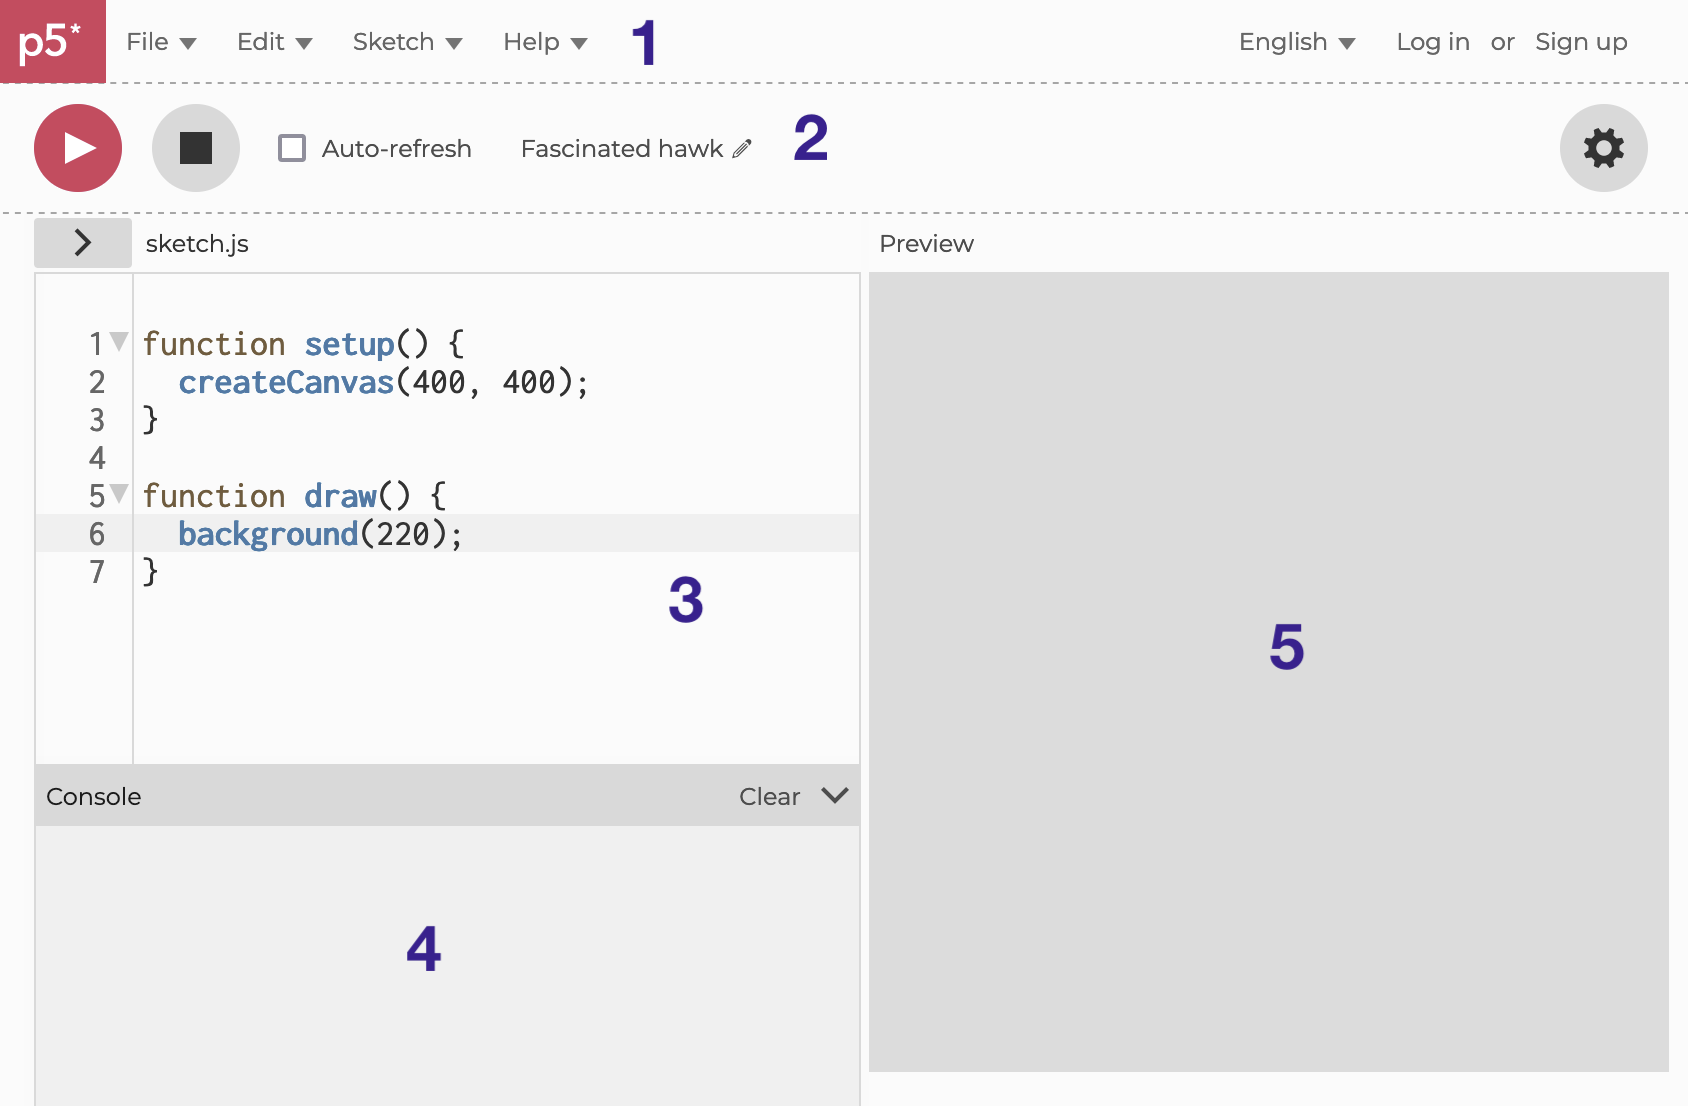 p5* File Edit Sketch Help 1 English Log in or Sign up
Auto-refresh Fascinated hawk 2
sketch.js
1 function setup() {
2   createCanvas(400, 400);
3 }
4
5 function draw() {
6   background(220);
7 }
3
Console Clear
4
Preview
5